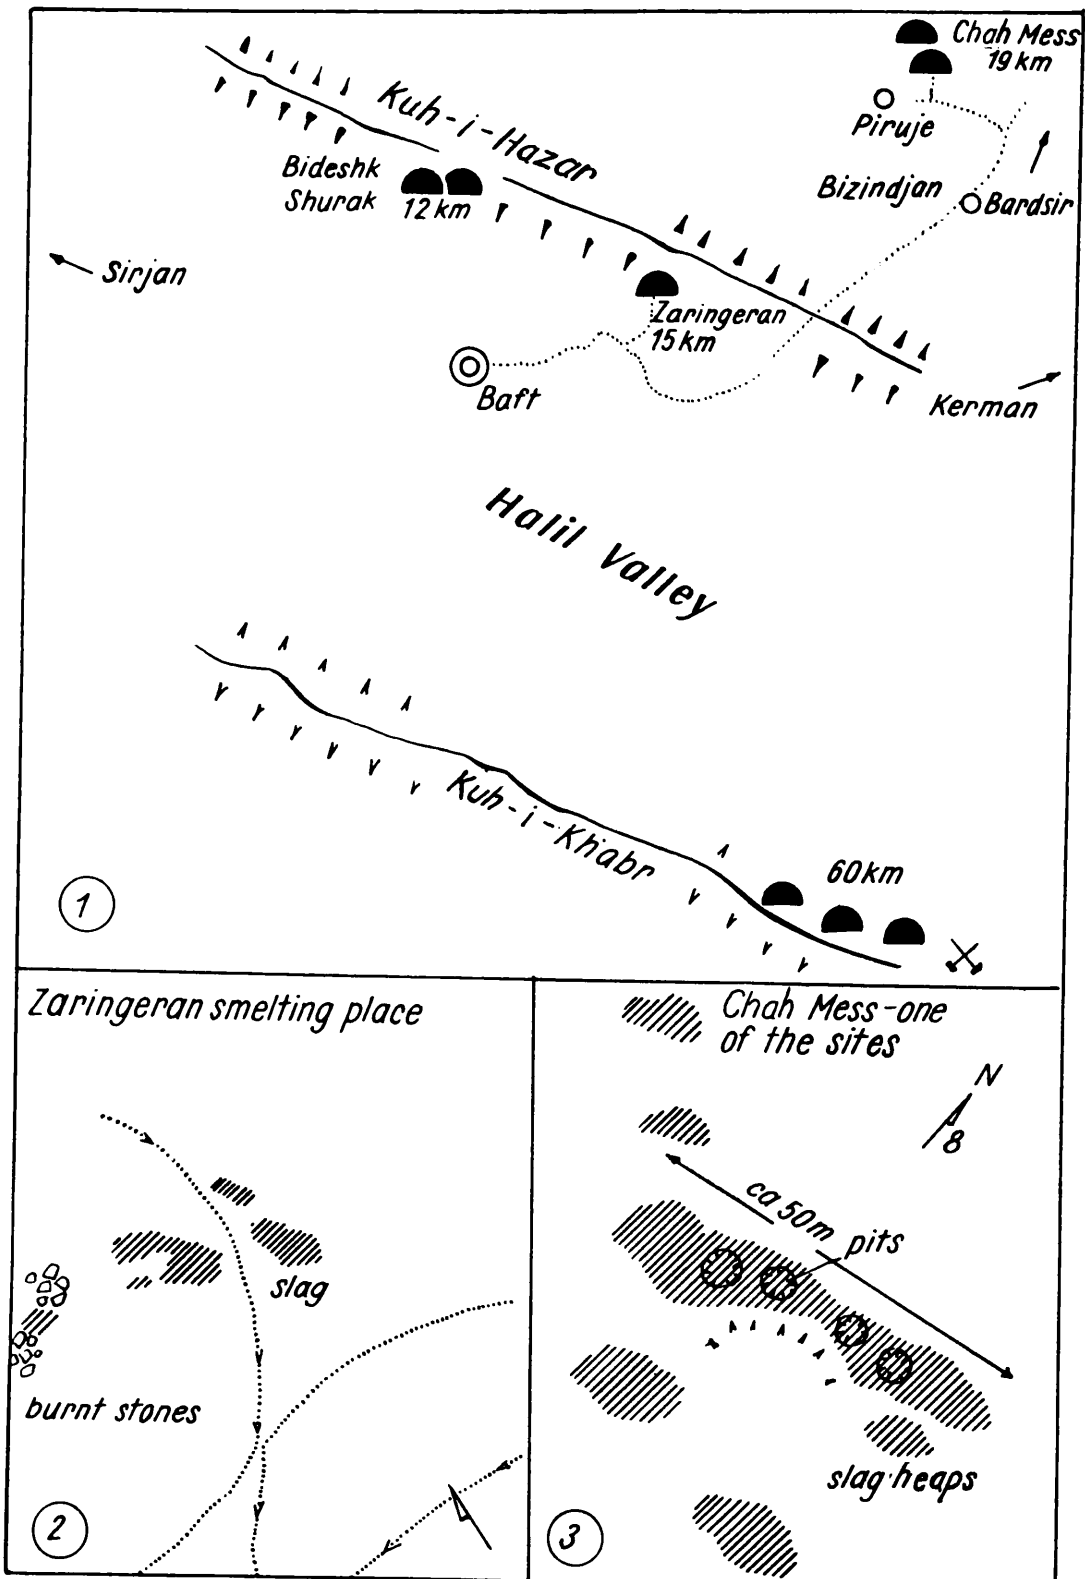 Chah Mess
19 km
Piruje
Kuh-i-Hazar
Bideshk
Shurak
12 km
Bizindjan
Bardsir
Sirjan
Zaringeran
15 km
Baft
Kerman
Halil Valley
Kuh-i-Khabr
60 km
1
Zaringeran smelting place
slag
burnt stones
2
Chah Mess-one
of the sites
N
8
ca 50m
pits
slag heaps
3